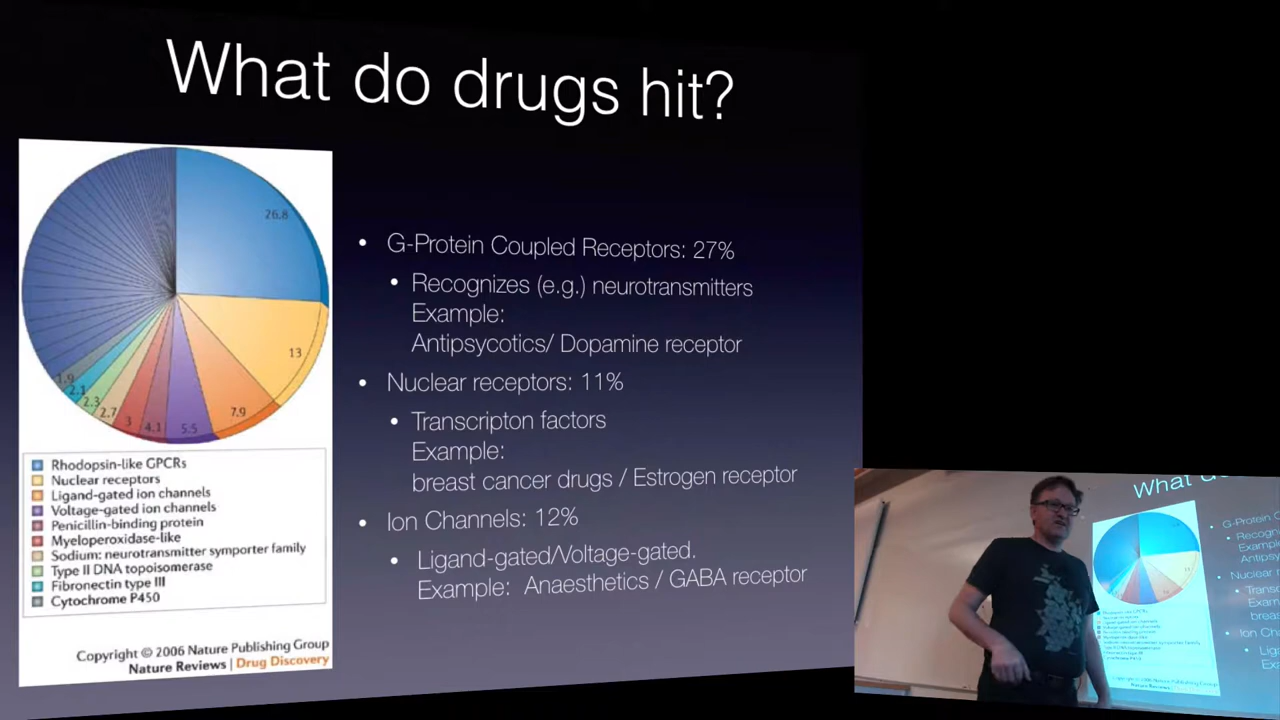 What do drugs hit?
26.8
13
7.9
5.5
4.1
3
2.7
2.3
2.1
1.9
Rhodopsin-like GPCRs
Nuclear receptors
Ligand-gated ion channels
Voltage-gated ion channels
Penicillin-binding protein
Myeloperoxidase-like
Sodium: neurotransmitter symporter family
Type II DNA topoisomerase
Fibronectin type III
Cytochrome P450
Copyright © 2006 Nature Publishing Group
Nature Reviews | Drug Discovery
• G-Protein Coupled Receptors: 27%
• Recognizes (e.g.) neurotransmitters
Example:
Antipsycotics/ Dopamine receptor
• Nuclear receptors: 11%
• Transcripton factors
Example:
breast cancer drugs / Estrogen receptor
• Ion Channels: 12%
• Ligand-gated/Voltage-gated.
Example: Anaesthetics / GABA receptor
What
G-Protein
Nuclear
Ion